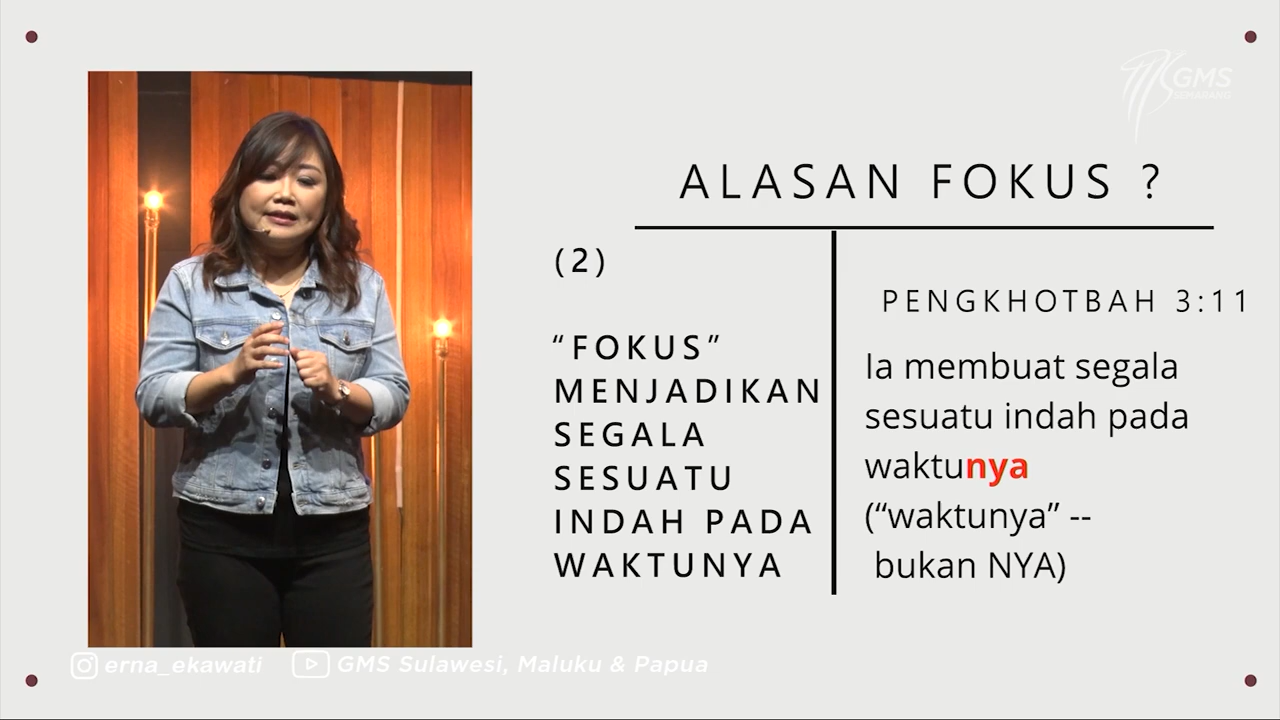 GMS
SEMARANG
ALASAN FOKUS ?
(2)
“FOKUS”
MENJADIKAN
SEGALA
SESUATU
INDAH PADA
WAKTUNYA
PENGKHOTBAH 3:11
Ia membuat segala
sesuatu indah pada
waktunya
(“waktunya” --
bukan NYA)
erna_ekawati
GMS Sulawesi, Maluku & Papua